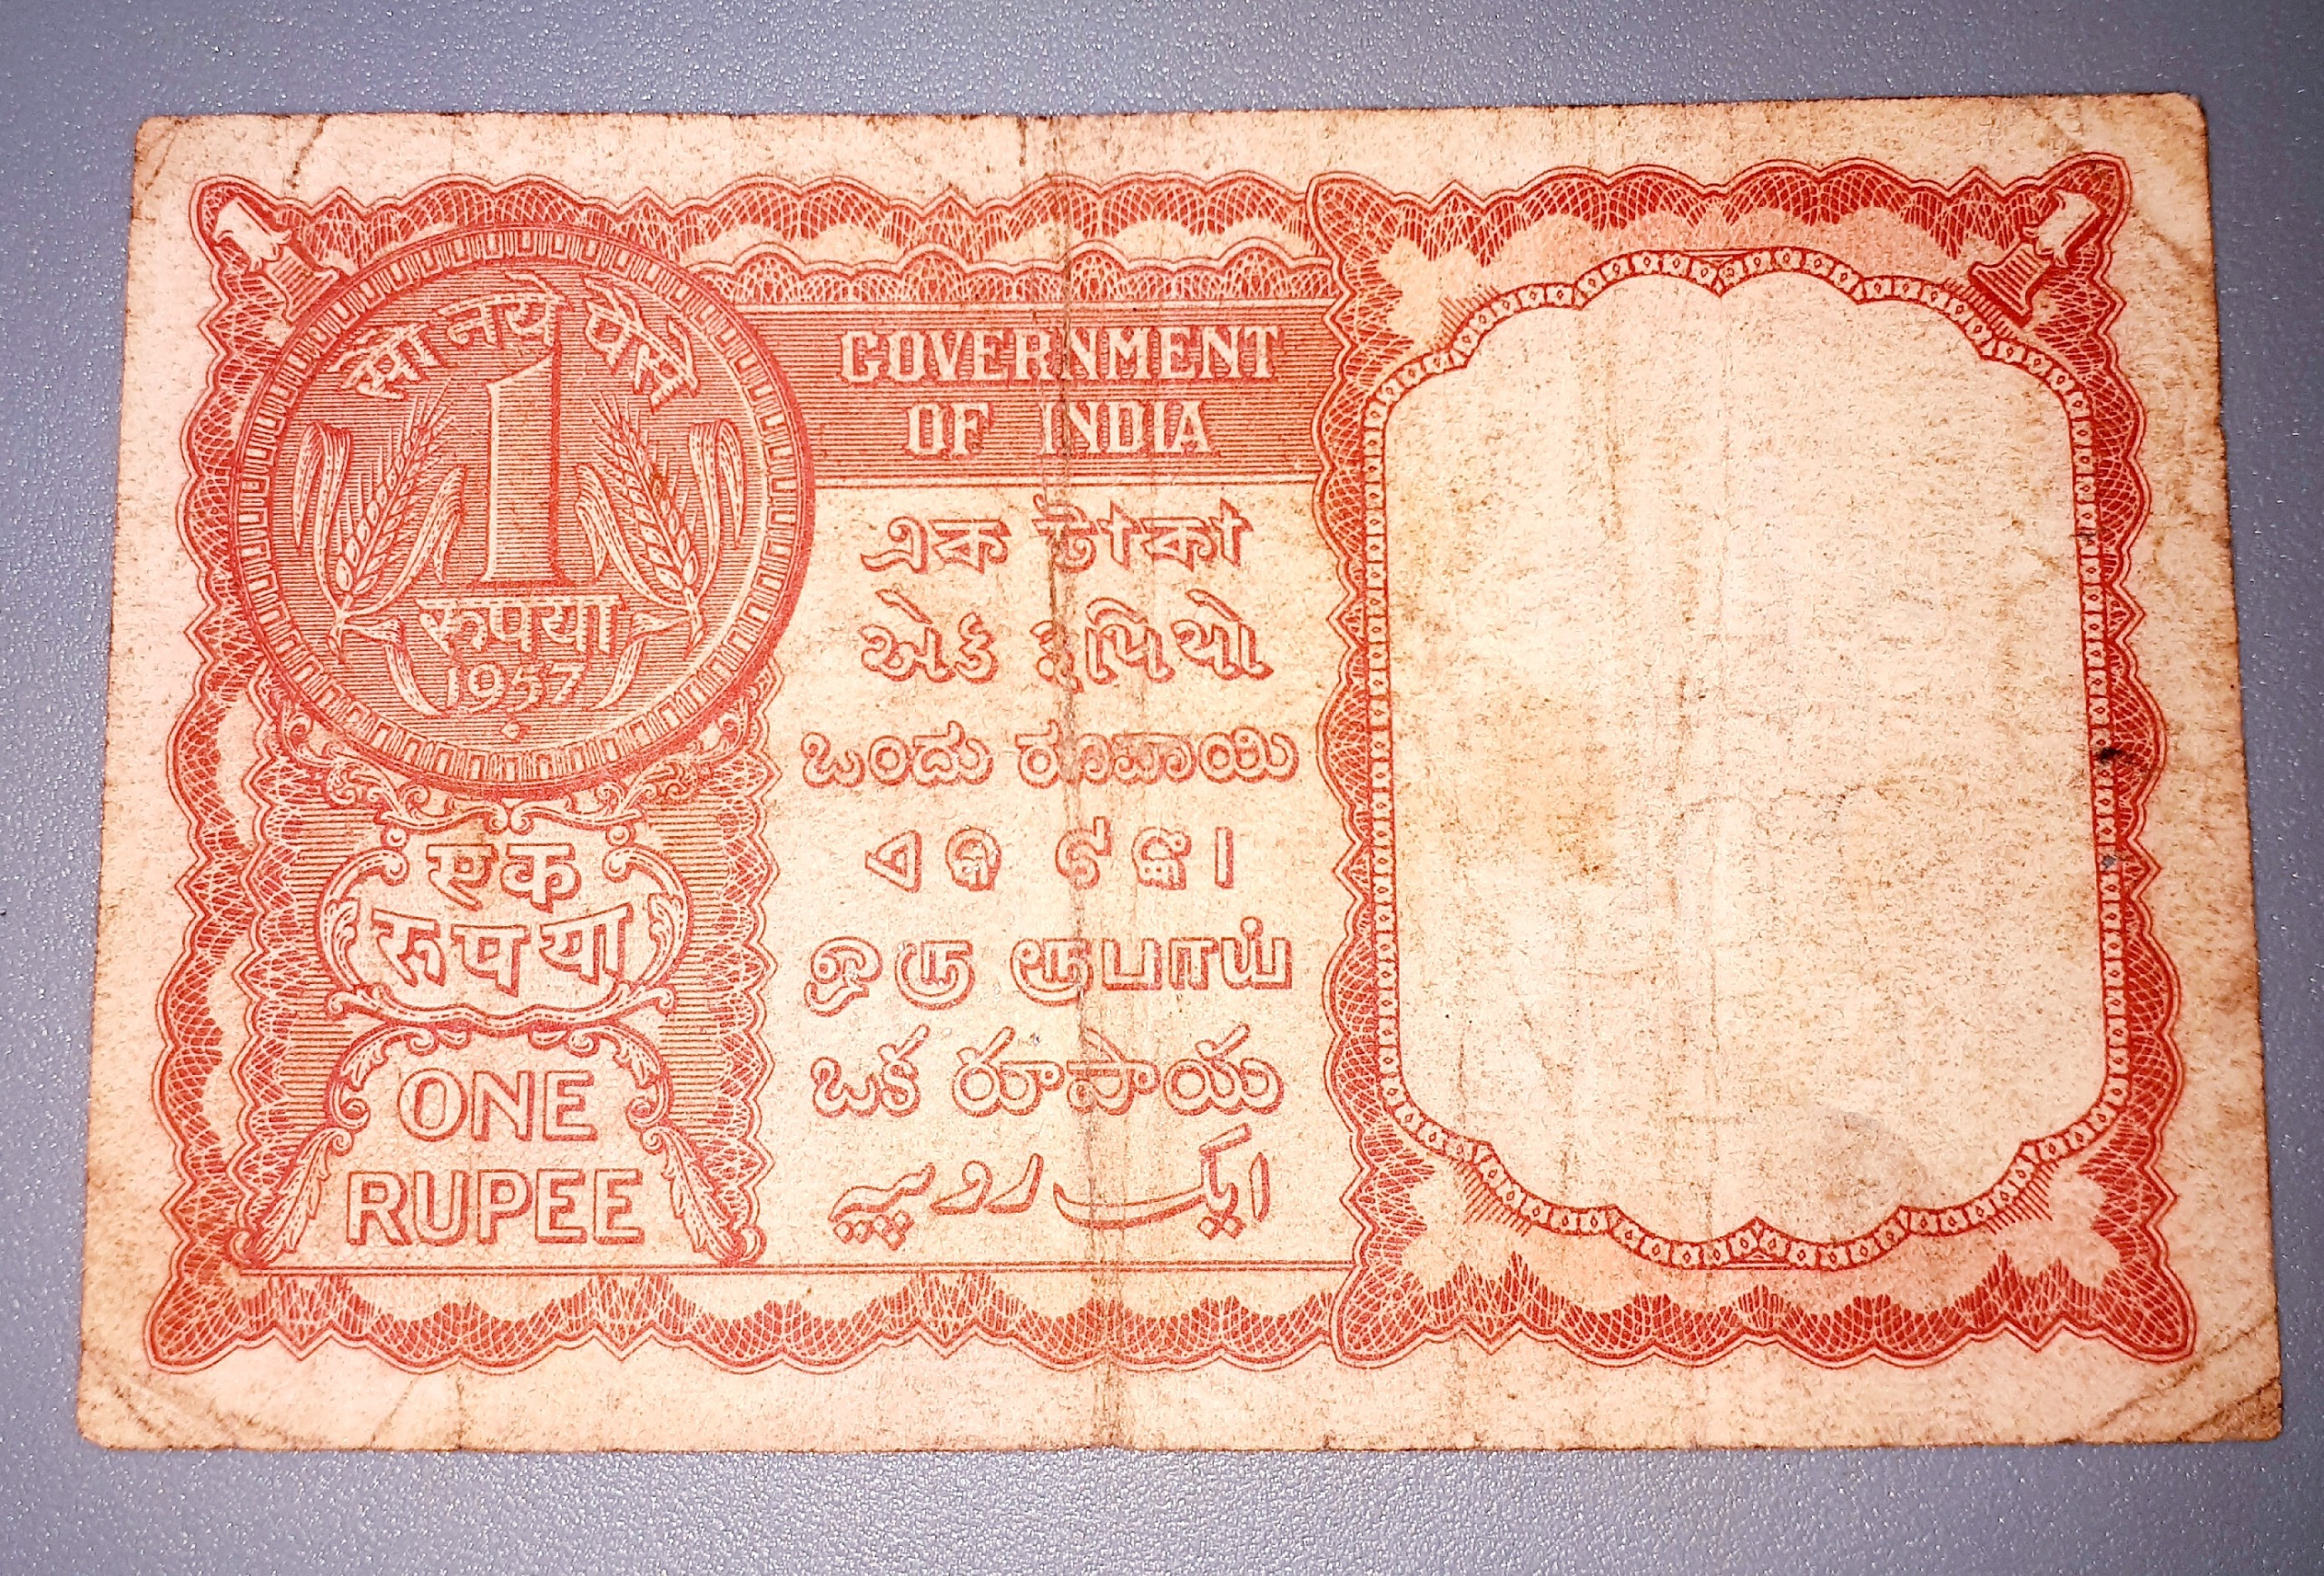 सौ नये पैसे
1
रूपया
1957
एक
रूपया
ONE
RUPEE
GOVERNMENT
OF INDIA
এক টাকা
એક રૂપિયો
ಒಂದು ರೂಪಾಯಿ
ଏକ ଟଙ୍କା
ஒரு ரூபாய்
ఒక రూపాయ
ایک روپیہ